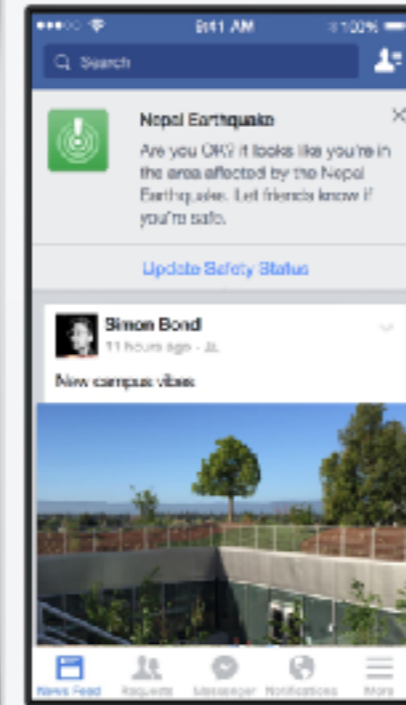 9:41 AM
100%
Search
Nepal Earthquake
Are you OK? It looks like you're in
the area affected by the Nepal
Earthquake. Let friends know if
you're safe.
Update Safety Status
Simon Bond
11 hours ago
New campus vibes
News Feed
Requests
Messenger
Notifications
More